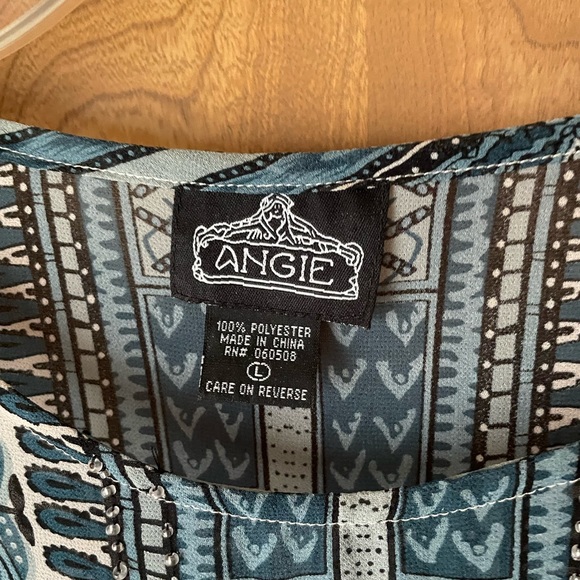 ANGIE
100% POLYESTER
MADE IN CHINA
RN# 060508
L
CARE ON REVERSE